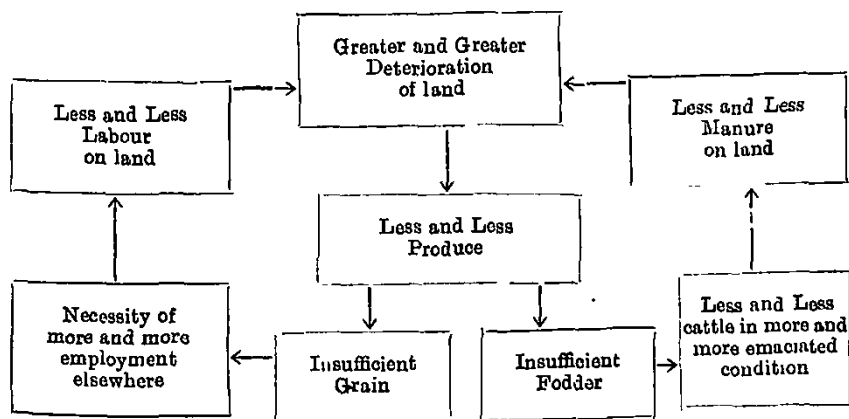 Greater and Greater
Deterioration
of land
Less and Less
Labour
on land
Less and Less
Manure
on land
Less and Less
Produce
Necessity of
more and more
employment
elsewhere
Insufficient
Grain
Insufficient
Fodder
Less and Less
cattle in more and
more emaciated
condition